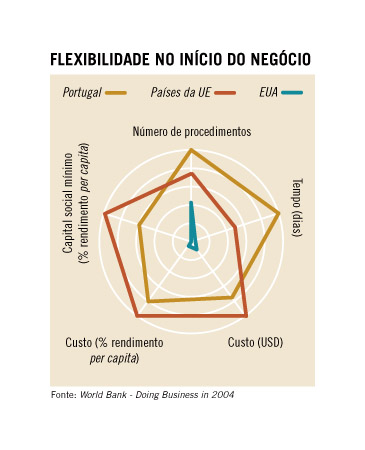 FLEXIBILIDADE NO INÍCIO DO NEGÓCIO
Portugal
Países da UE
EUA
Número de procedimentos
Capital social mínimo
(% rendimento per capita)
Tempo (dias)
Custo (% rendimento
per capita)
Custo (USD)
Fonte: World Bank - Doing Business in 2004